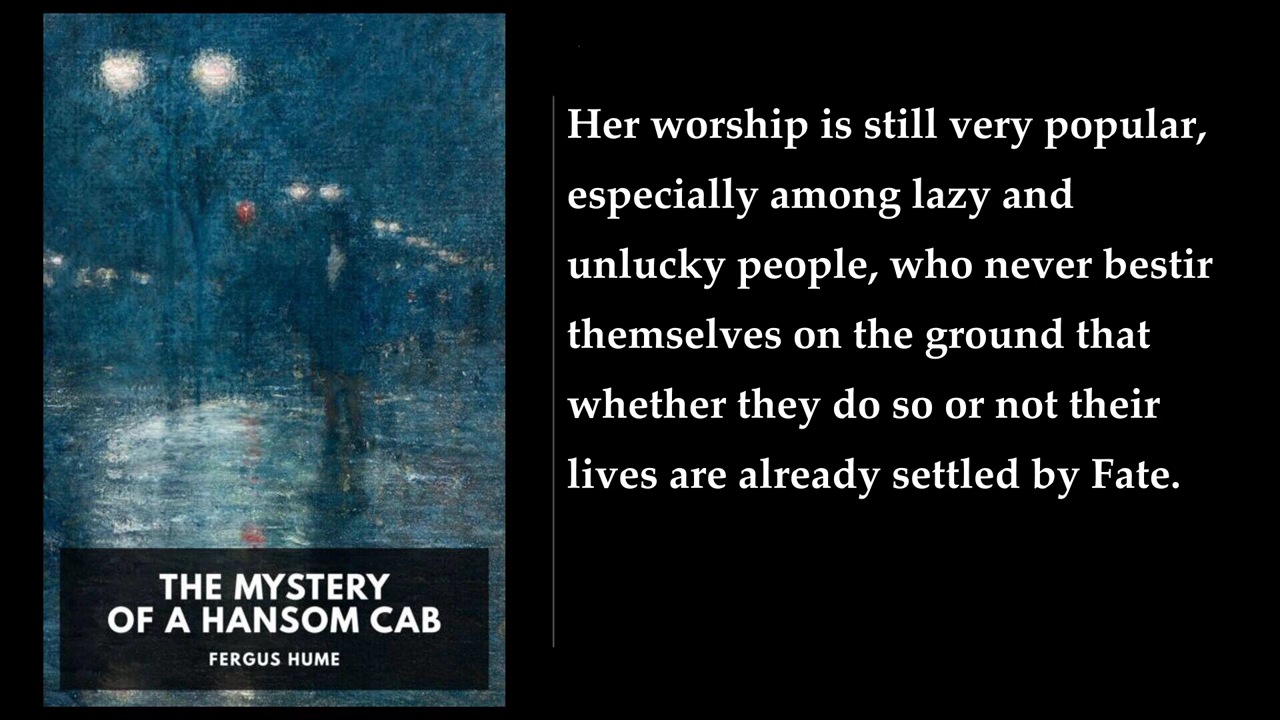 Her worship is still very popular,
especially among lazy and
unlucky people, who never bestir
themselves on the ground that
whether they do so or not their
lives are already settled by Fate.
THE MYSTERY
OF A HANSOM CAB
FERGUS HUME